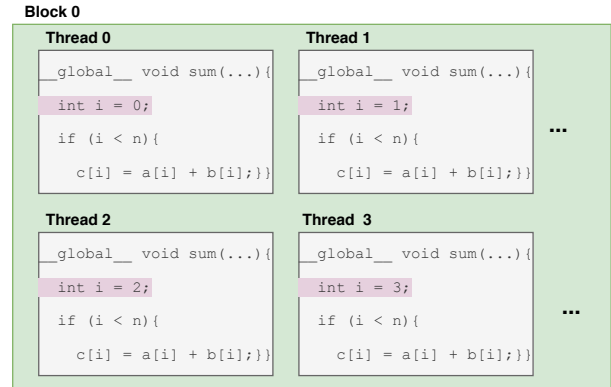 Block 0
Thread 0
__global__ void sum(...){
int i = 0;
if (i < n){
c[i] = a[i] + b[i];}}
Thread 1
__global__ void sum(...){
int i = 1;
if (i < n){
c[i] = a[i] + b[i];}}
...
Thread 2
__global__ void sum(...){
int i = 2;
if (i < n){
c[i] = a[i] + b[i];}}
Thread 3
__global__ void sum(...){
int i = 3;
if (i < n){
c[i] = a[i] + b[i];}}
...